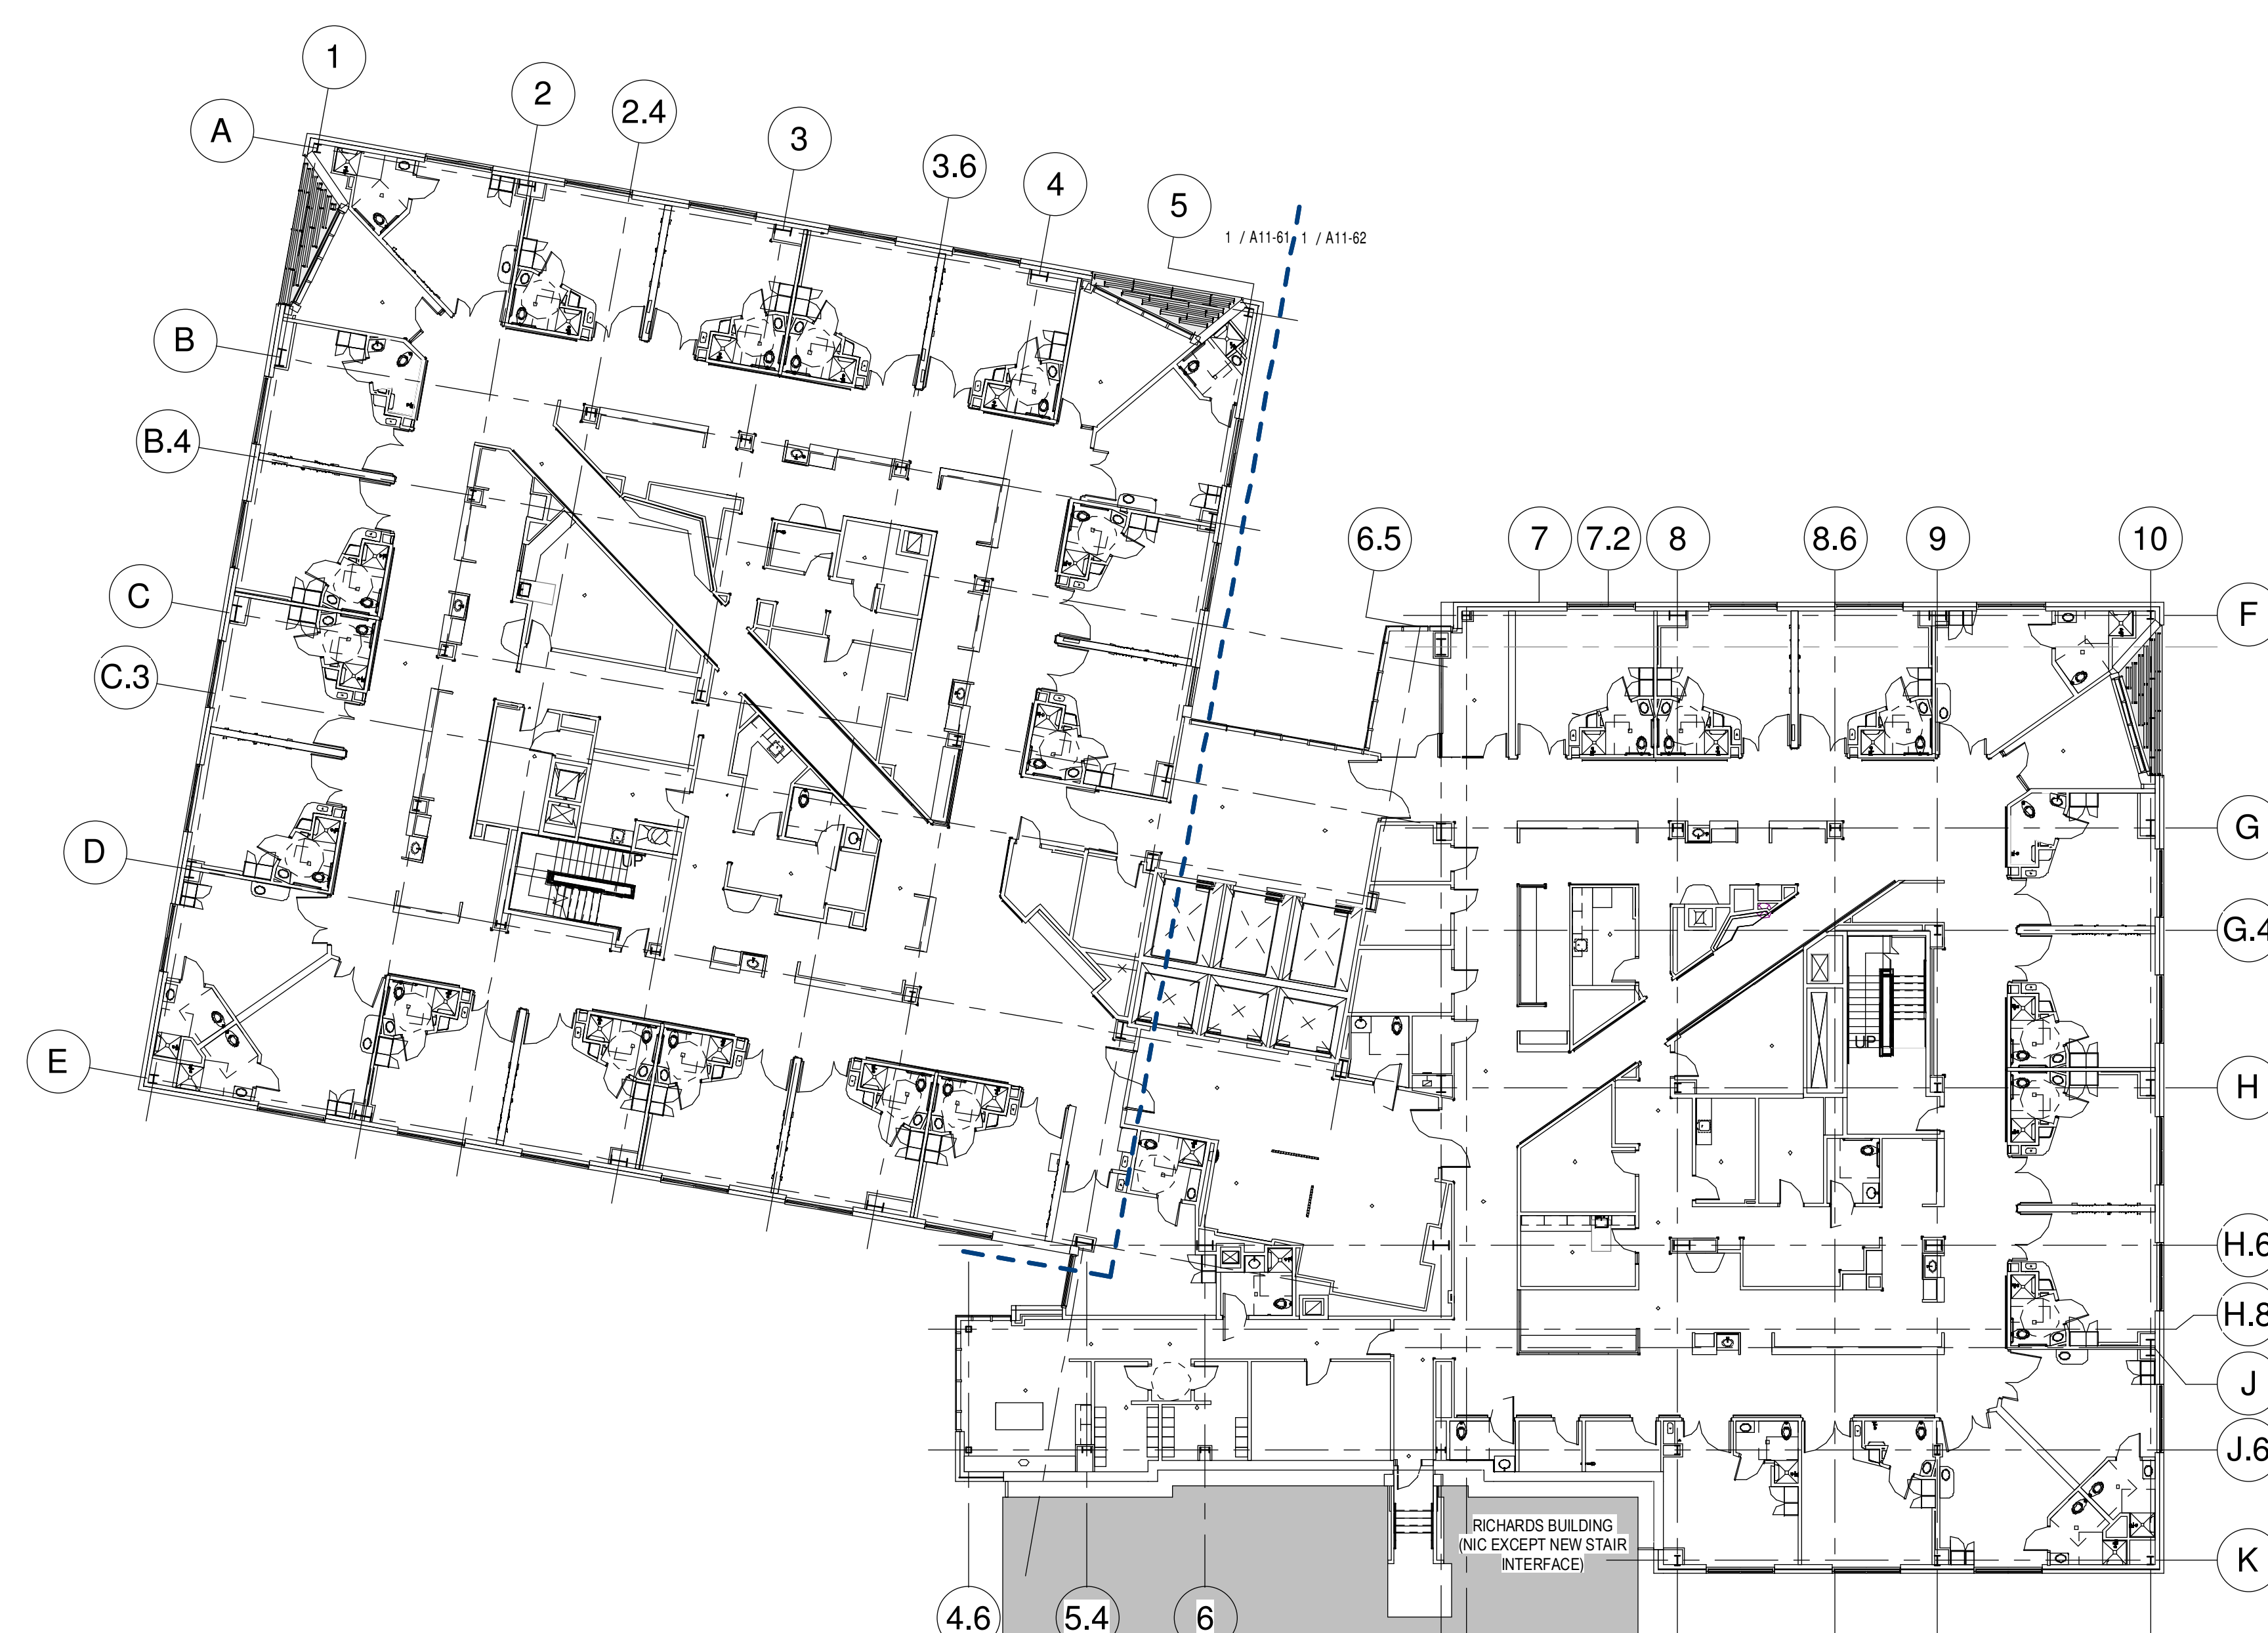 1
A
2
2.4
3
3.6
4
5
1 / A11-61
1 / A11-62
B
B.4
C
C.3
D
E
6.5
7
7.2
8
8.6
9
10
F
G
G.4
H
H.6
H.8
J
J.6
K
UP
UP
RICHARDS BUILDING
(NIC EXCEPT NEW STAIR
INTERFACE)
4.6
5.4
6